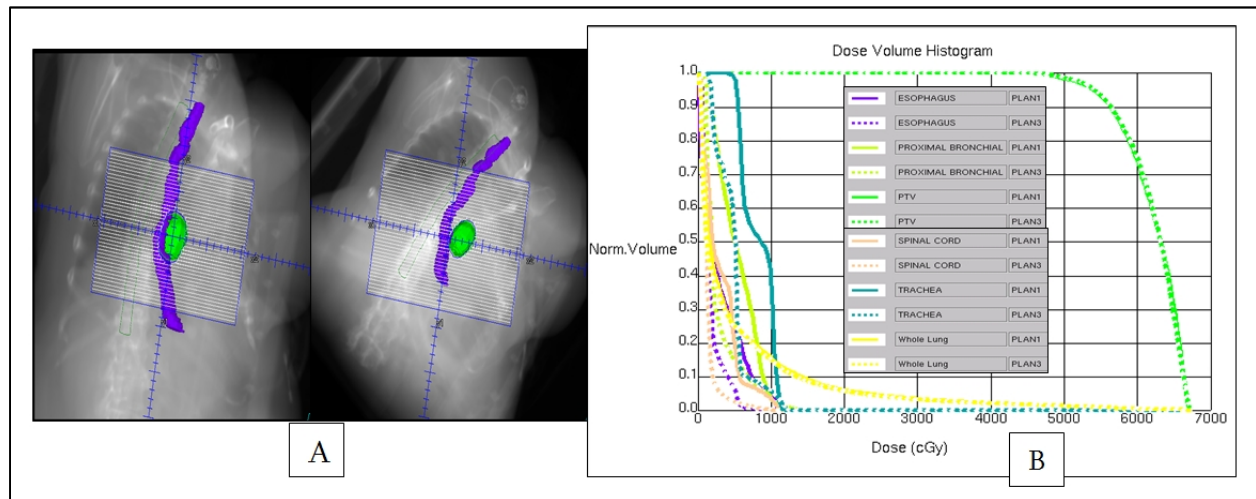 A
Dose Volume Histogram
1.0
0.9
0.8
0.7
0.6
0.5
0.4
0.3
0.2
0.1
0.0
Norm.Volume
ESOPHAGUS PLAN1
ESOPHAGUS PLAN3
PROXIMAL BRONCHIAL PLAN1
PROXIMAL BRONCHIAL PLAN3
PTV PLAN1
PTV PLAN3
SPINAL CORD PLAN1
SPINAL CORD PLAN3
TRACHEA PLAN1
TRACHEA PLAN3
Whole Lung PLAN1
Whole Lung PLAN3
0 1000 2000 3000 4000 5000 6000 7000
Dose (cGy)
B